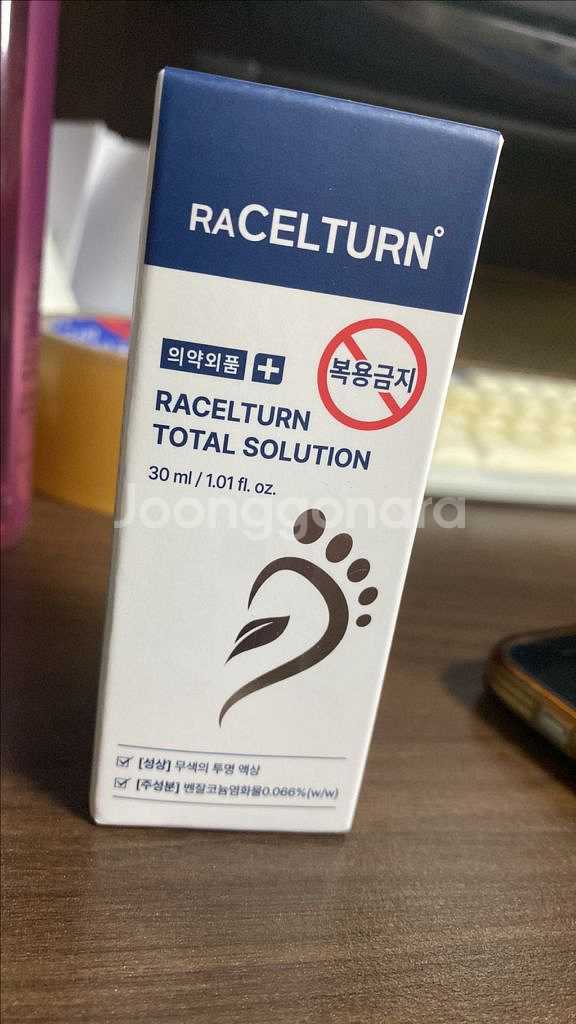 RACELTURN°
의약외품
복용금지
RACELTURN
TOTAL SOLUTION
30 ml / 1.01 fl. oz.
Joonggonara
[성상] 무색의 투명 액상
[주성분] 벤잘코늄염화물0.066%(w/w)